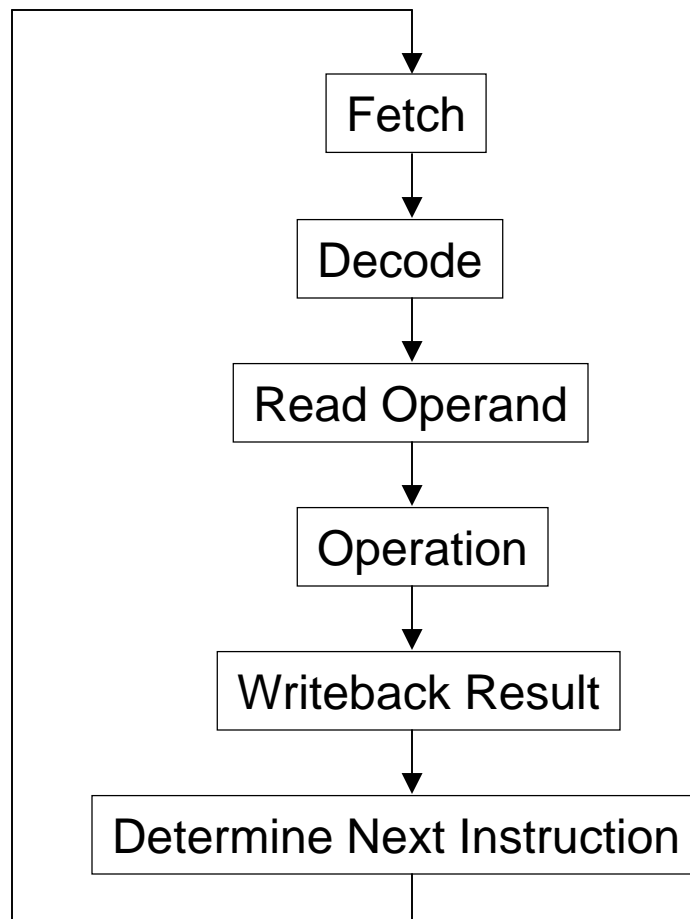 Fetch
Decode
Read Operand
Operation
Writeback Result
Determine Next Instruction